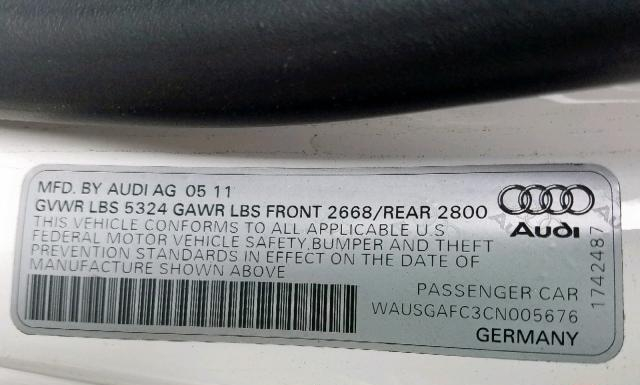 MFD. BY AUDI AG 05 11
GVWR LBS 5324 GAWR LBS FRONT 2668/REAR 2800
THIS VEHICLE CONFORMS TO ALL APPLICABLE U.S
FEDERAL MOTOR VEHICLE SAFETY, BUMPER AND THEFT
PREVENTION STANDARDS IN EFFECT ON THE DATE OF
MANUFACTURE SHOWN ABOVE
Audi
PASSENGER CAR
WAUSGAFC3CN005676
GERMANY
1742487